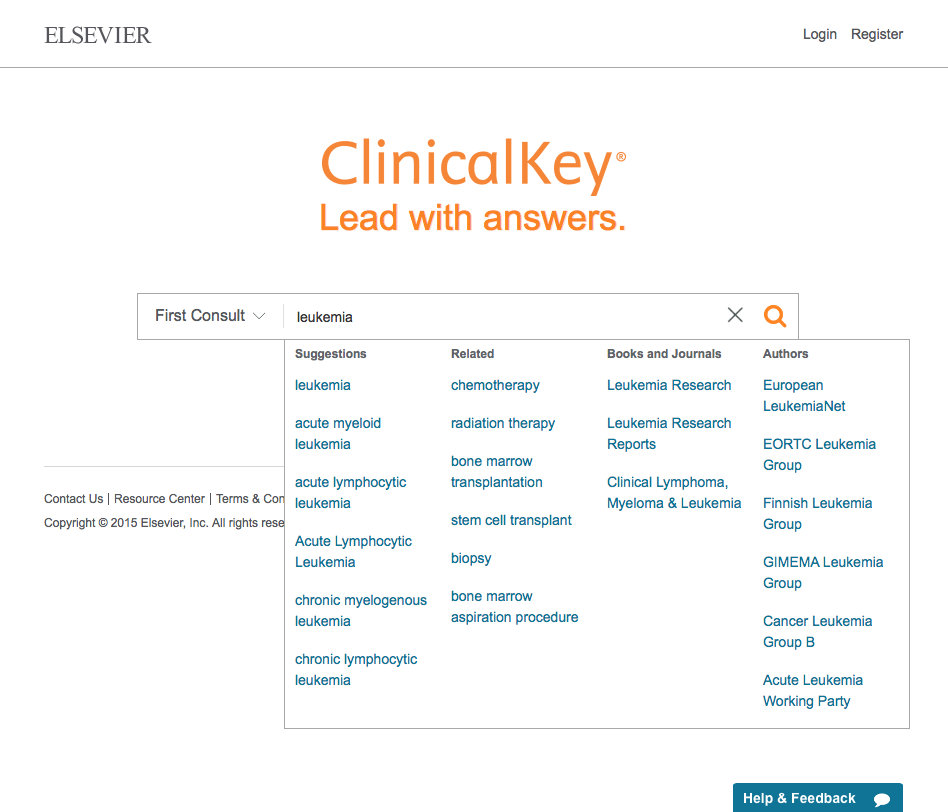 ELSEVIER
Login Register
ClinicalKey®
Lead with answers.
First Consult leukemia
Suggestions
leukemia
acute myeloid
leukemia
acute lymphocytic
leukemia
Acute Lymphocytic
Leukemia
chronic myelogenous
leukemia
chronic lymphocytic
leukemia
Related
chemotherapy
radiation therapy
bone marrow
transplantation
stem cell transplant
biopsy
bone marrow
aspiration procedure
Books and Journals
Leukemia Research
Leukemia Research
Reports
Clinical Lymphoma,
Myeloma & Leukemia
Authors
European
LeukemiaNet
EORTC Leukemia
Group
Finnish Leukemia
Group
GIMEMA Leukemia
Group
Cancer Leukemia
Group B
Acute Leukemia
Working Party
Contact Us | Resource Center | Terms & Con
Copyright © 2015 Elsevier, Inc. All rights rese
Help & Feedback